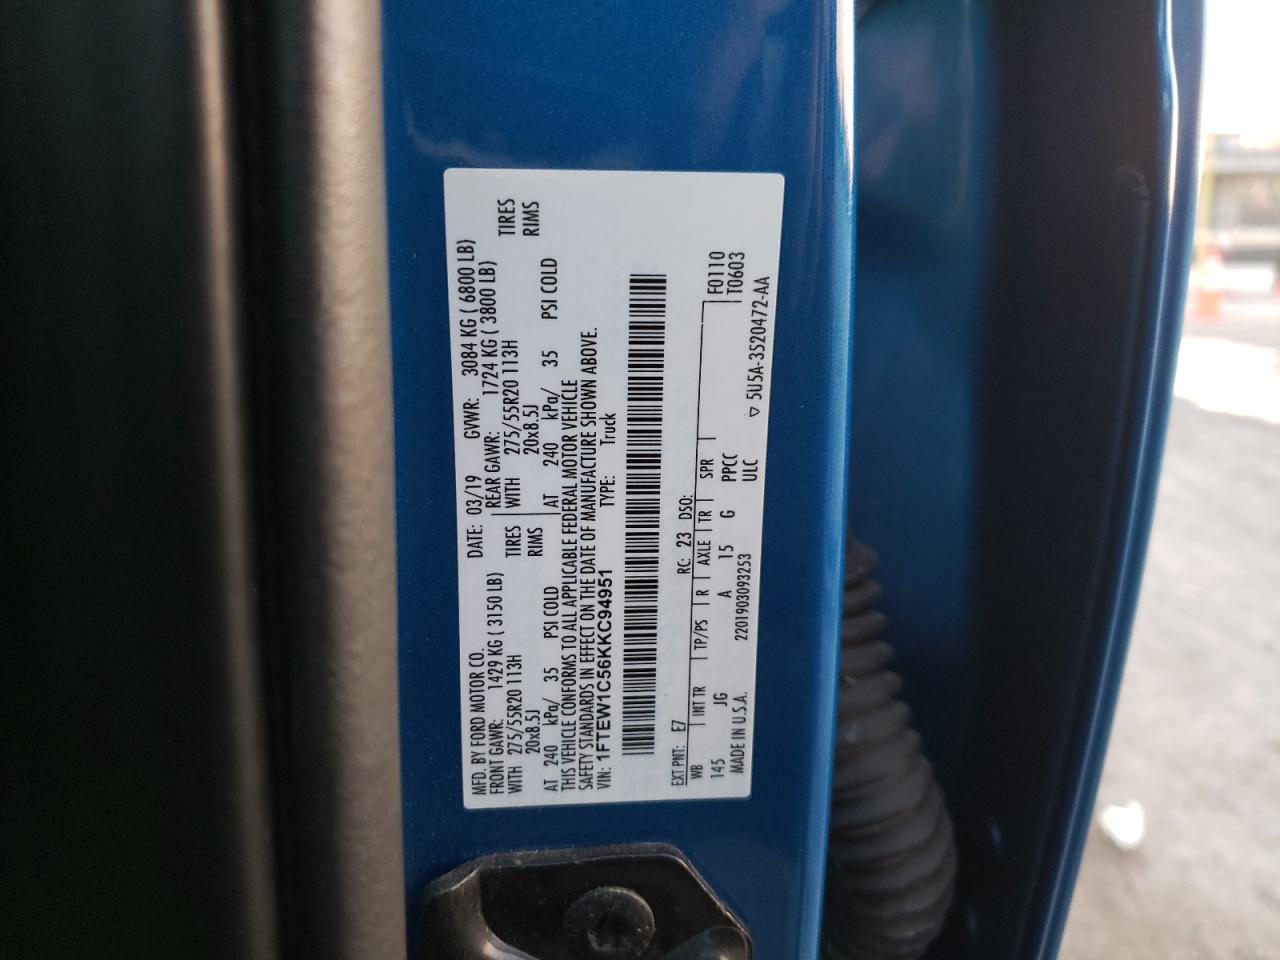 MFD. BY FORD MOTOR CO. DATE: 03/19 GVWR: 3084 KG ( 6800 LB)
FRONT GAWR: 1429 KG ( 3150 LB) REAR GAWR: 1724 KG ( 3800 LB)
WITH 275/55R20 113H TIRES WITH 275/55R20 113H TIRES
20x8.5J RIMS 20x8.5J RIMS
AT 240 kPa/ 35 PSI COLD AT 240 kPa/ 35 PSI COLD
THIS VEHICLE CONFORMS TO ALL APPLICABLE FEDERAL MOTOR VEHICLE
SAFETY STANDARDS IN EFFECT ON THE DATE OF MANUFACTURE SHOWN ABOVE.
VIN: 1FTEW1C56KKC94951 TYPE: Truck
EXT PNT: E7 RC: 23 DSO:
WB INT TR TP/PS R AXLE TR SPR F0110
145 JG A 15 G PPCC T0603
MADE IN U.S.A. 2201903093253 ULC ▽ 5U5A-3520472-AA